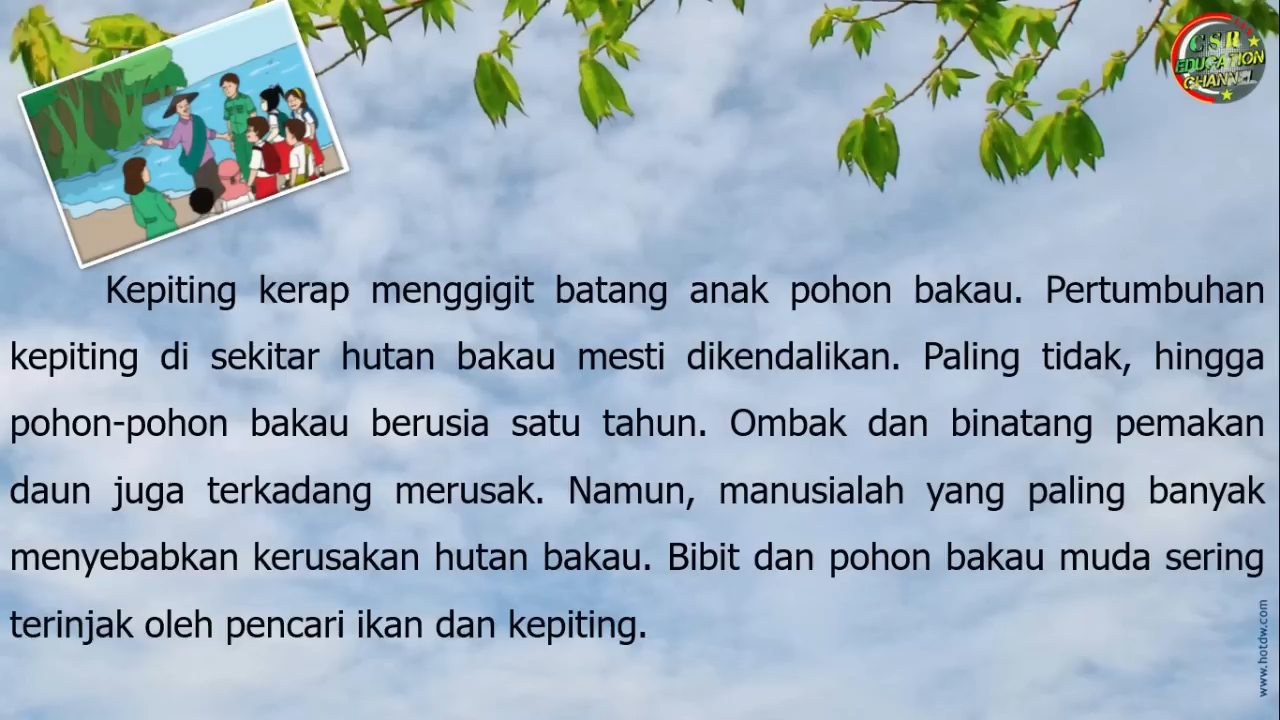 GSR
EDUCATION
CHANNEL
Kepiting kerap menggigit batang anak pohon bakau. Pertumbuhan
kepiting di sekitar hutan bakau mesti dikendalikan. Paling tidak, hingga
pohon-pohon bakau berusia satu tahun. Ombak dan binatang pemakan
daun juga terkadang merusak. Namun, manusialah yang paling banyak
menyebabkan kerusakan hutan bakau. Bibit dan pohon bakau muda sering
terinjak oleh pencari ikan dan kepiting.
www.hotdw.com